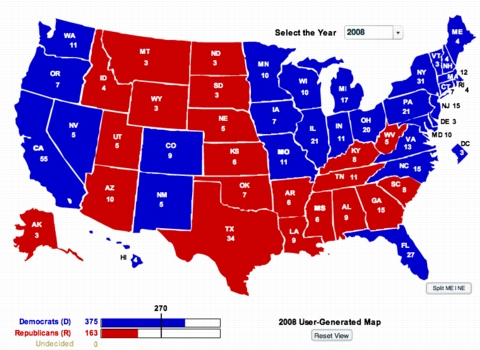 Select the Year 2008
WA
11
OR
7
CA
55
NV
5
ID
4
MT
3
WY
3
UT
5
AZ
10
CO
9
NM
5
ND
3
SD
3
NE
5
KS
6
OK
7
TX
34
MN
10
IA
7
MO
11
AR
6
LA
9
WI
10
IL
21
MI
17
IN
11
OH
20
KY
8
TN 11
MS
6
AL
9
GA
15
FL
27
SC
8
NC 15
VA
13
WV
5
PA
21
NY
31
VT
3
NH
4
ME
4
MA
12
RI
4
CT
7
NJ 15
DE 3
MD 10
DC
3
AK
3
HI
4
Split ME | NE
270
Democrats (D) 375
Republicans (R) 163
Undecided 0
2008 User-Generated Map
Reset View